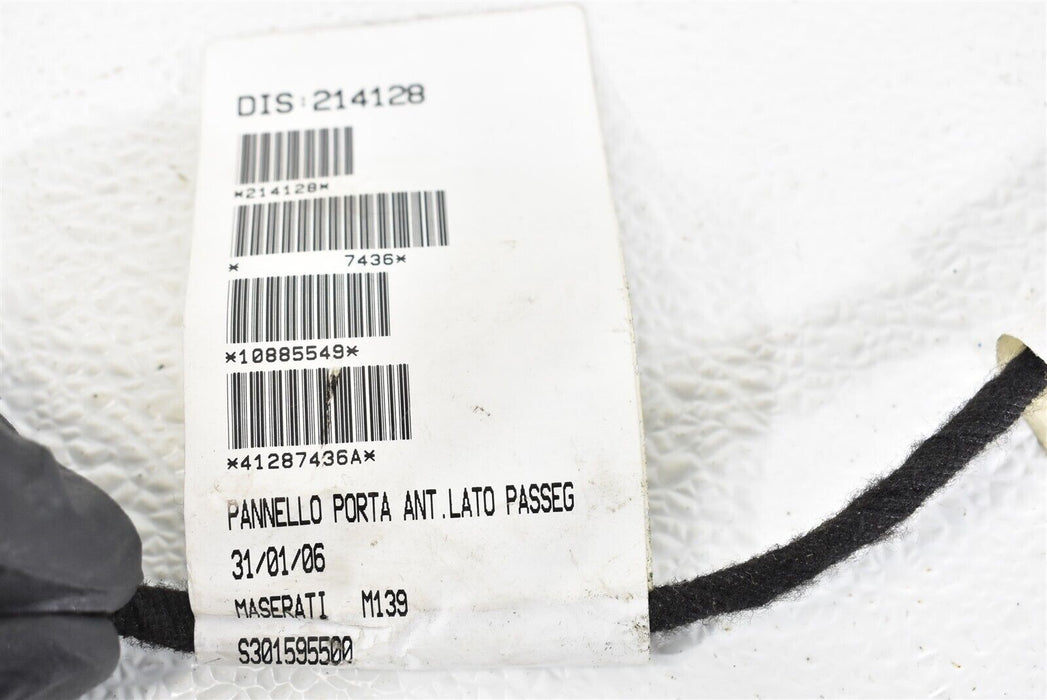 DIS:214128
*214128*
* 7436*
*10885549*
*41287436A*
PANNELLO PORTA ANT.LATO PASSEG
31/01/06
MASERATI M139
S301595500